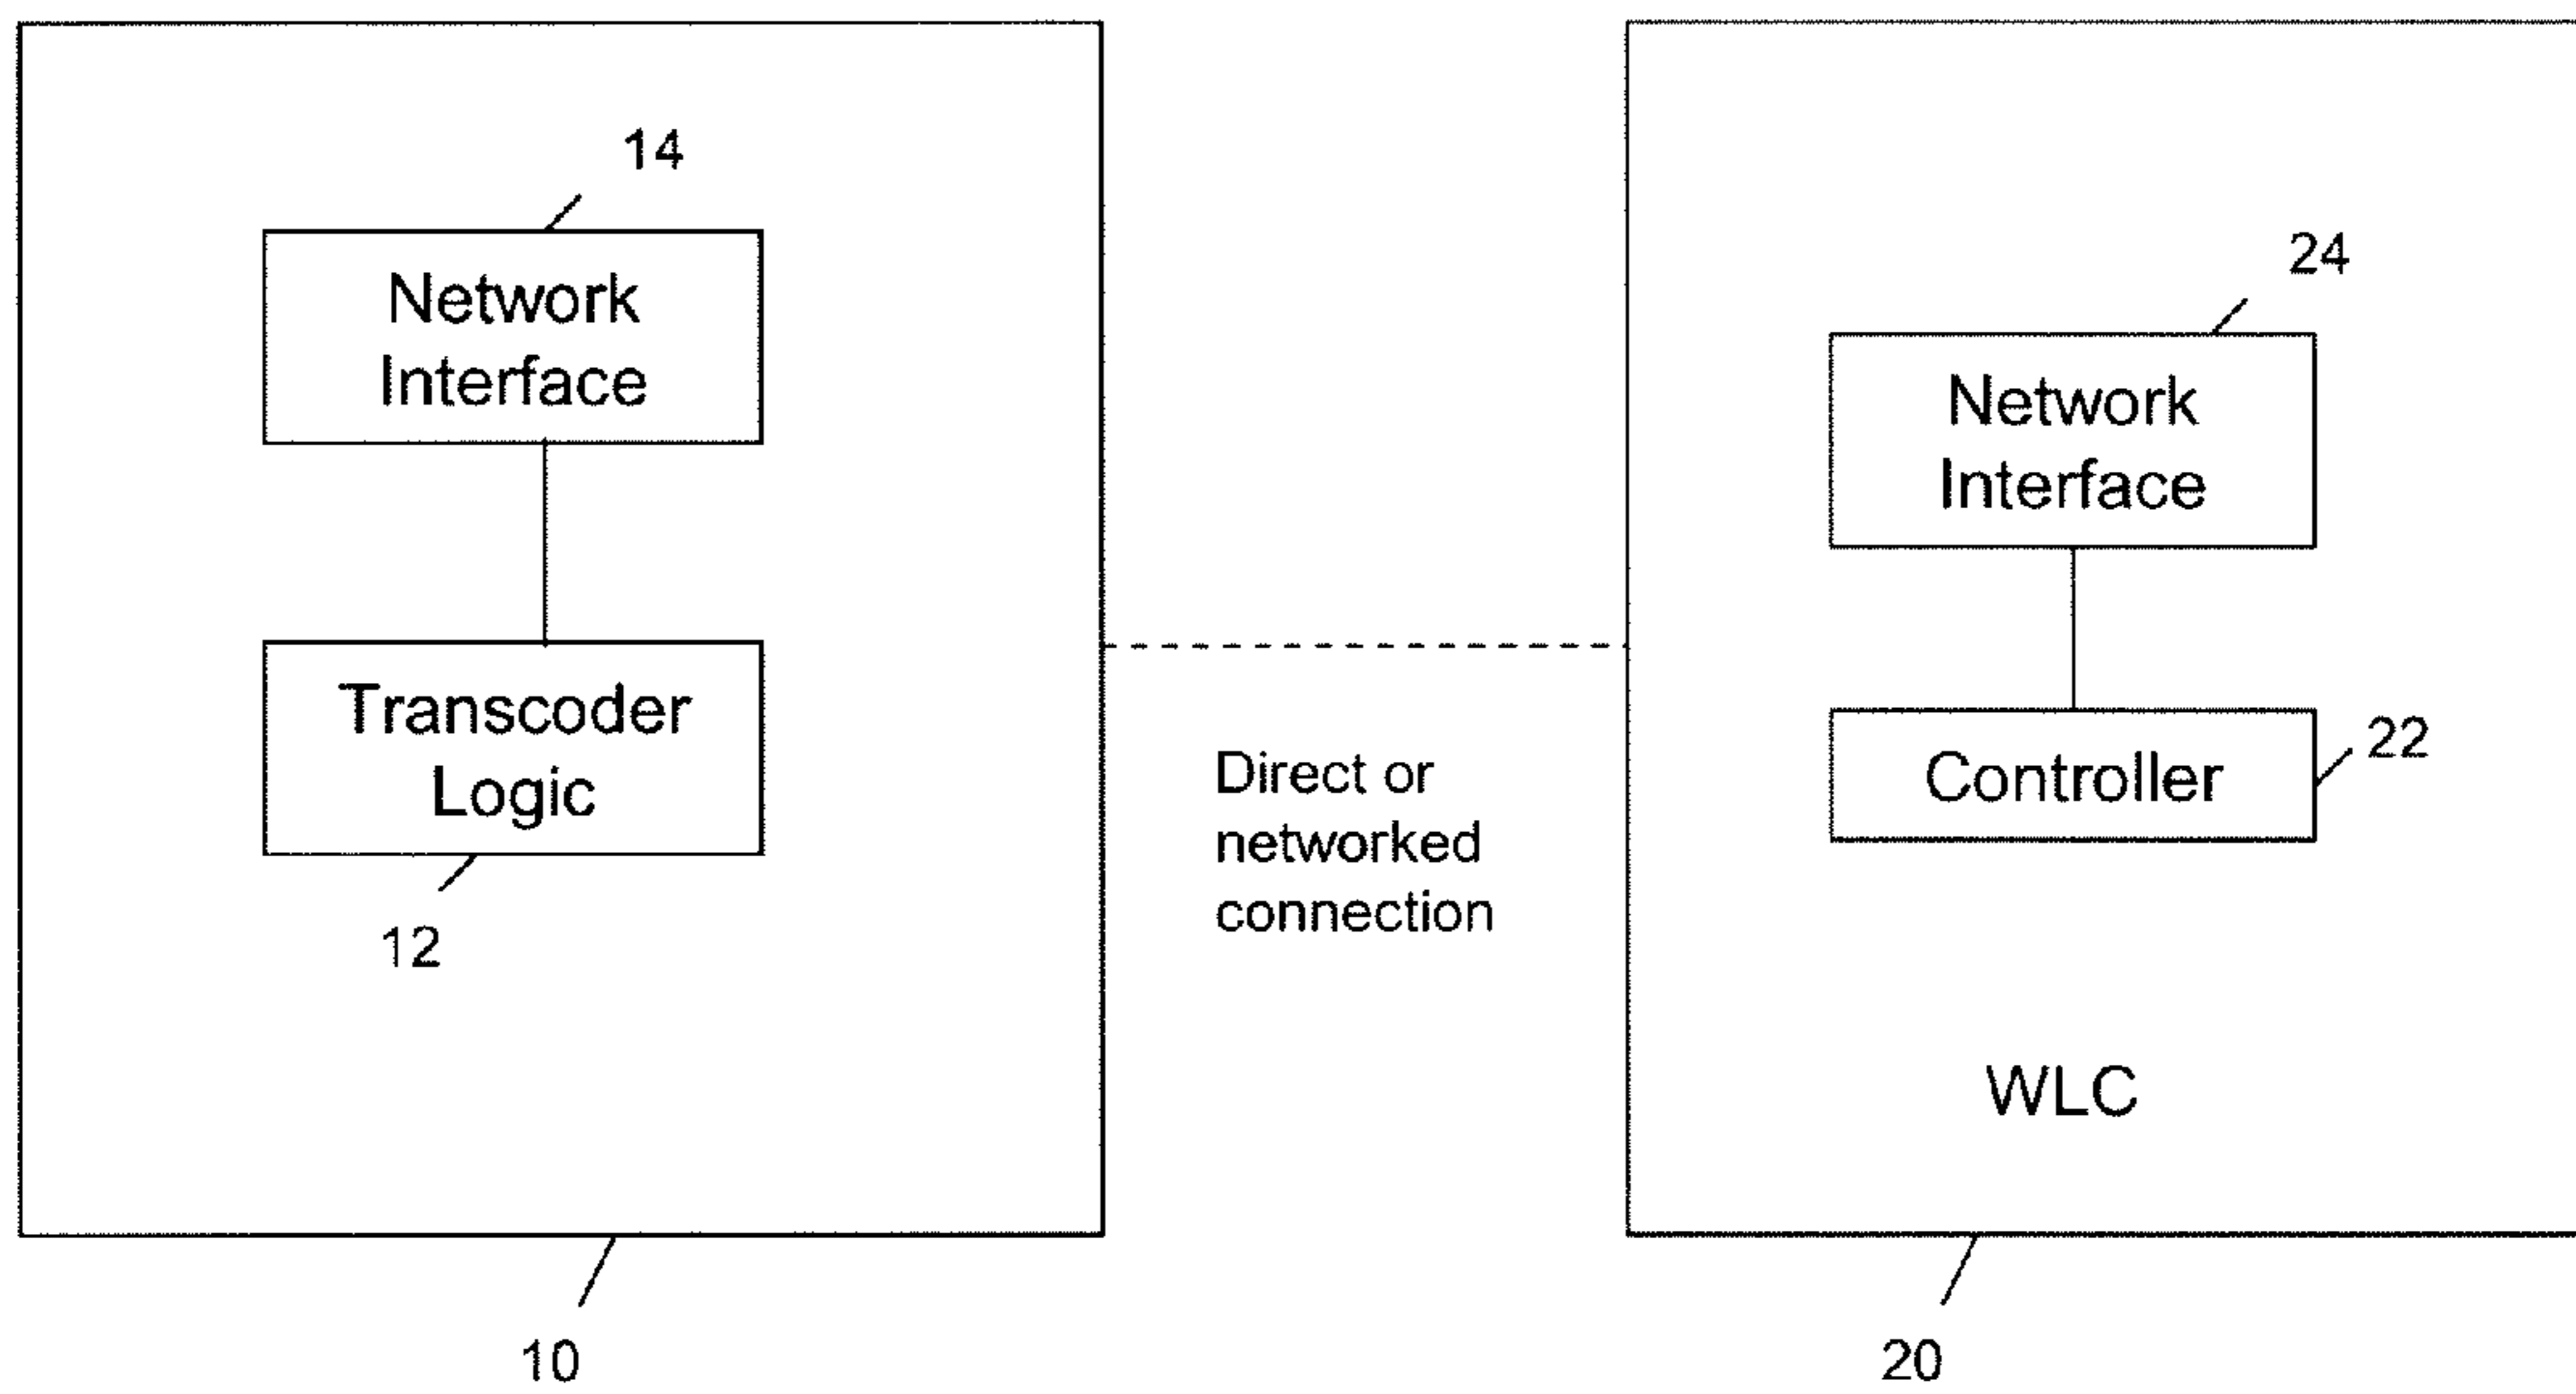 14
Network
Interface
Transcoder
Logic
12
10
Direct or
networked
connection
24
Network
Interface
Controller
22
WLC
20